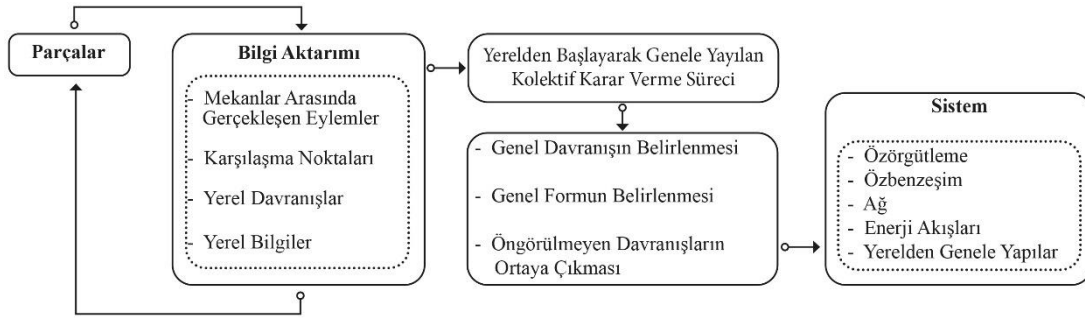 Parçalar
Bilgi Aktarımı
- Mekanlar Arasında
Gerçekleşen Eylemler
- Karşılaşma Noktaları
- Yerel Davranışlar
- Yerel Bilgiler
Yerelden Başlayarak Genele Yayılan
Kolektif Karar Verme Süreci
- Genel Davranışın Belirlenmesi
- Genel Formun Belirlenmesi
- Öngörülmeyen Davranışların
Ortaya Çıkması
Sistem
- Özörgütleme
- Özbenzeşim
- Ağ
- Enerji Akışları
- Yerelden Genele Yapılar